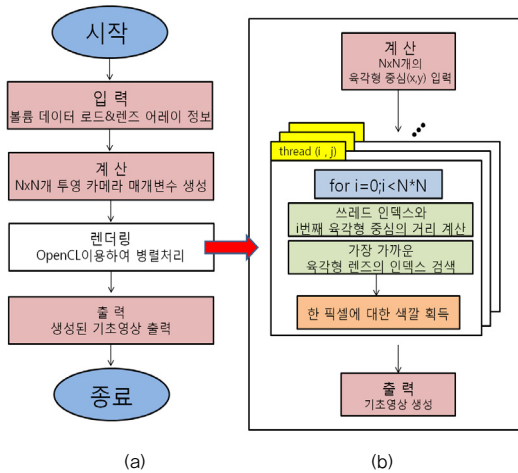 시작
입 력
볼륨 데이터 로드&렌즈 어레이 정보
계 산
NxN개 투영 카메라 매개변수 생성
렌더링
OpenCL이용하여 병렬처리
출 력
생성된 기초영상 출력
종료
(a)
계 산
NxN개의
육각형 중심(x,y) 입력
thread (i , j)
for i=0;i<N*N
쓰레드 인덱스와
i번째 육각형 중심의 거리 계산
가장 가까운
육각형 렌즈의 인덱스 검색
한 픽셀에 대한 색깔 획득
출 력
기초영상 생성
(b)